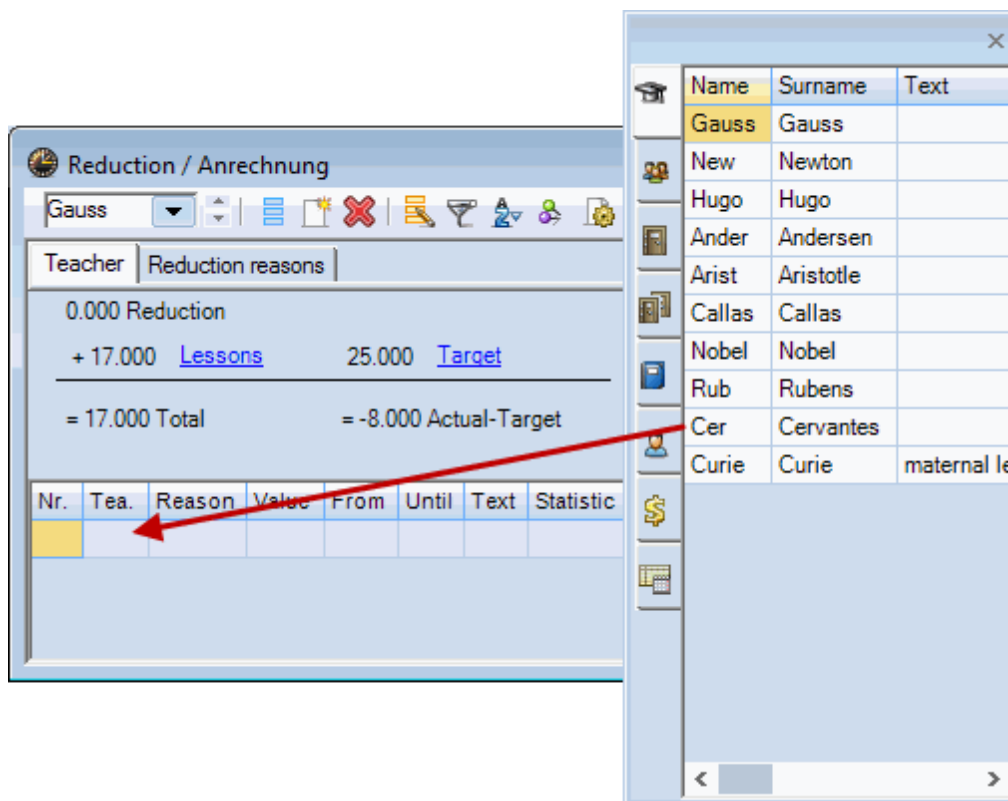 Reduction / Anrechnung
Gauss
Teacher Reduction reasons
0.000 Reduction
+ 17.000 Lessons 25.000 Target
= 17.000 Total = -8.000 Actual-Target
Nr. Tea. Reason Value From Until Text Statistic
Name Surname Text
Gauss Gauss
New Newton
Hugo Hugo
Ander Andersen
Arist Aristotle
Callas Callas
Nobel Nobel
Rub Rubens
Cer Cervantes
Curie Curie maternal le